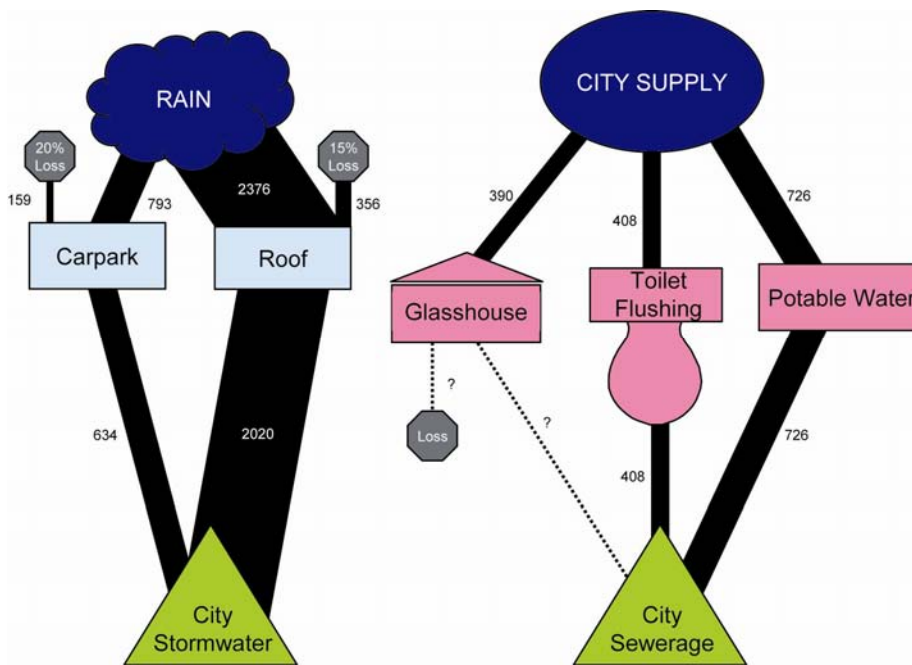 RAIN
CITY SUPPLY
20%
Loss
15%
Loss
159
793
2376
356
390
408
726
Carpark
Roof
Glasshouse
Toilet
Flushing
Potable Water
?
?
Loss
634
2020
408
726
City
Stormwater
City
Sewerage